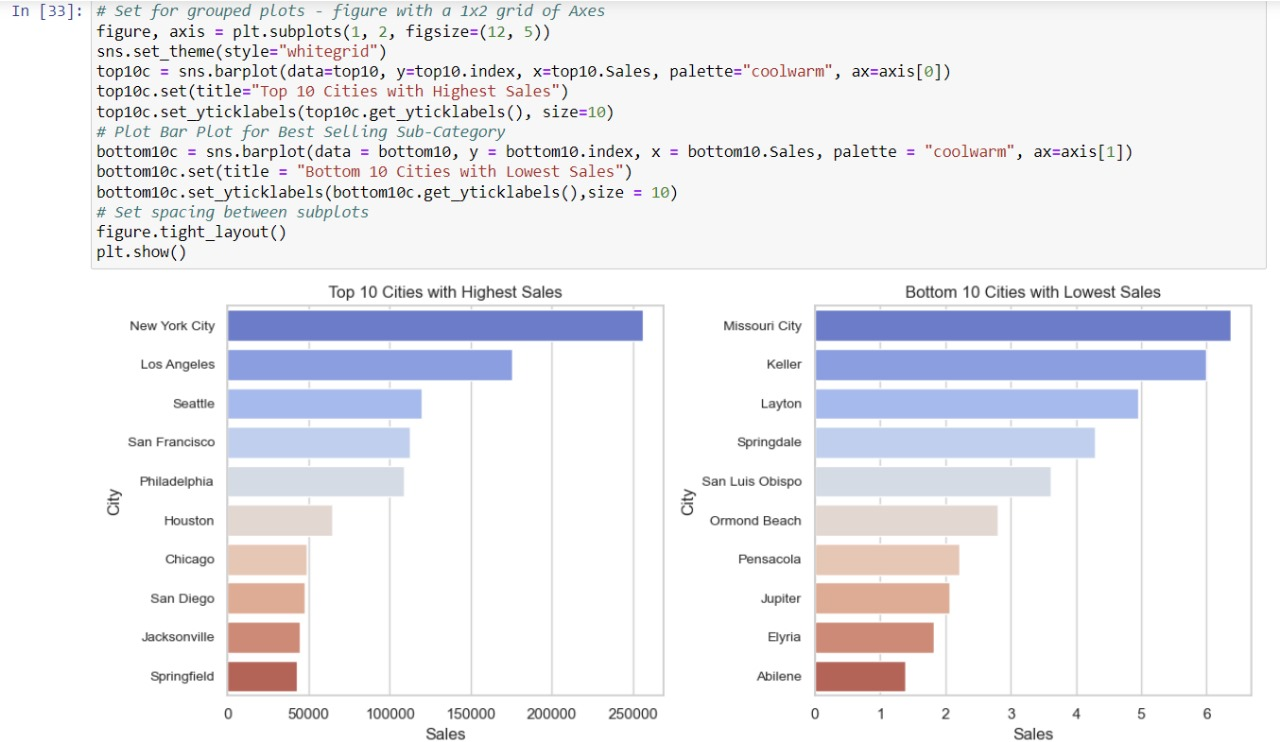 In [33]: # Set for grouped plots - figure with a 1x2 grid of Axes
figure, axis = plt.subplots(1, 2, figsize=(12, 5))
sns.set_theme(style="whitegrid")
top10c = sns.barplot(data=top10, y=top10.index, x=top10.Sales, palette="coolwarm", ax=axis[0])
top10c.set(title="Top 10 Cities with Highest Sales")
top10c.set_yticklabels(top10c.get_yticklabels(), size=10)
# Plot Bar Plot for Best Selling Sub-Category
bottom10c = sns.barplot(data = bottom10, y = bottom10.index, x = bottom10.Sales, palette = "coolwarm", ax=axis[1])
bottom10c.set(title = "Bottom 10 Cities with Lowest Sales")
bottom10c.set_yticklabels(bottom10c.get_yticklabels(),size = 10)
# Set spacing between subplots
figure.tight_layout()
plt.show()
Top 10 Cities with Highest Sales
City
New York City
Los Angeles
Seattle
San Francisco
Philadelphia
Houston
Chicago
San Diego
Jacksonville
Springfield
0 50000 100000 150000 200000 250000
Sales
Bottom 10 Cities with Lowest Sales
City
Missouri City
Keller
Layton
Springdale
San Luis Obispo
Ormond Beach
Pensacola
Jupiter
Elyria
Abilene
0 1 2 3 4 5 6
Sales